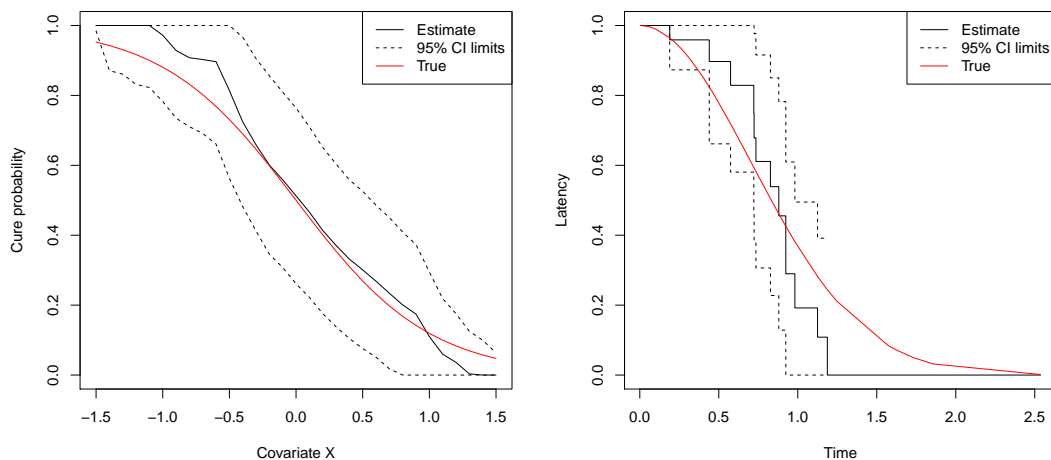 Estimate
95% CI limits
True
Cure probability
0.0 0.2 0.4 0.6 0.8 1.0
−1.5 −1.0 −0.5 0.0 0.5 1.0 1.5
Covariate X
Estimate
95% CI limits
True
Latency
0.0 0.2 0.4 0.6 0.8 1.0
0.0 0.5 1.0 1.5 2.0 2.5
Time